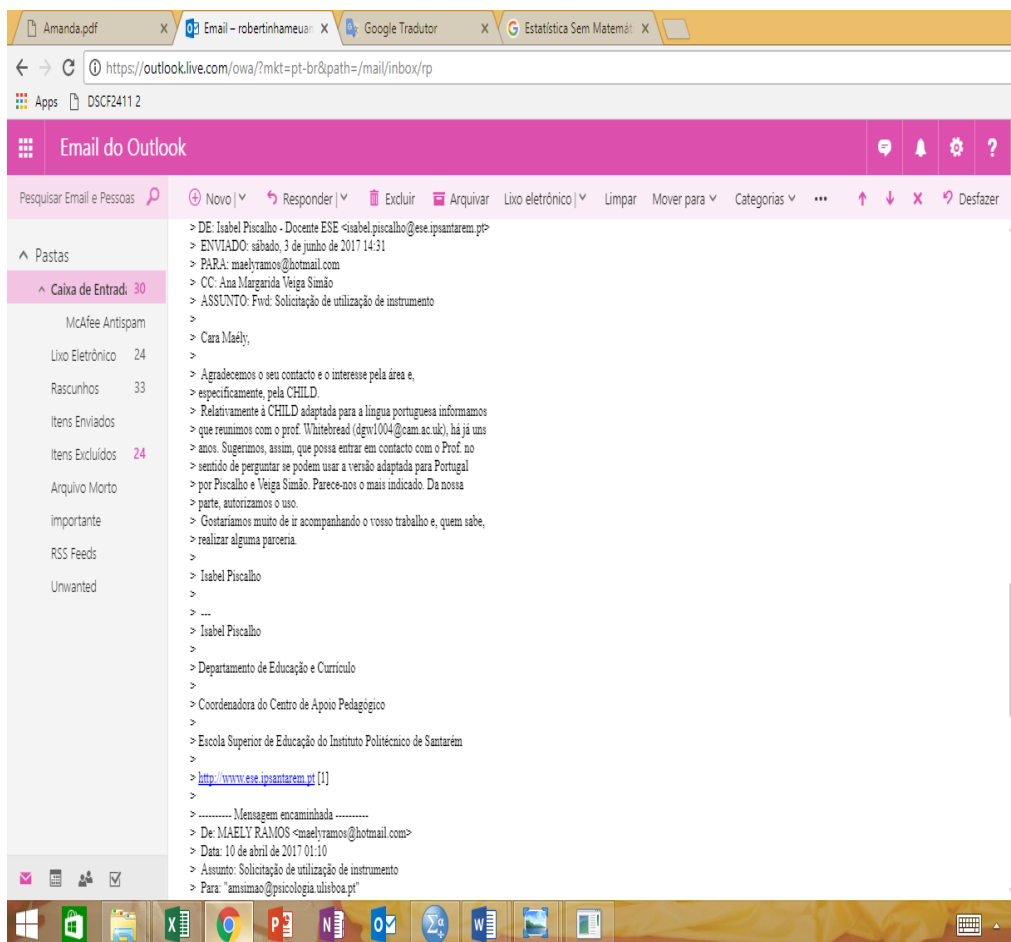 Amanda.pdf
Email – robertinhameuam
Google Tradutor
Estatística Sem Matemáti
https://outlook.live.com/owa/?mkt=pt-br&path=/mail/inbox/rp
Apps DSCF2411 2
Email do Outlook
?
Pesquisar Email e Pessoas
Novo | Responder | Excluir Arquivar Lixo eletrônico | Limpar Mover para Categorias ••• Desfazer
Pastas
Caixa de Entrada 30
McAfee Antispam
Lixo Eletrônico 24
Rascunhos 33
Itens Enviados
Itens Excluídos 24
Arquivo Morto
importante
RSS Feeds
Unwanted
> DE: Isabel Piscalho - Docente ESE <isabel.piscalho@ese.ipsantarem.pt>
> ENVIADO: sábado, 3 de junho de 2017 14:31
> PARA: maelyramos@hotmail.com
> CC: Ana Margarida Veiga Simão
> ASSUNTO: Fwd: Solicitação de utilização de instrumento
>
> Cara Maély,
>
> Agradecemos o seu contacto e o interesse pela área e,
> especificamente, pela CHILD.
> Relativamente à CHILD adaptada para a língua portuguesa informamos
> que reunimos com o prof. Whitebread (dgw1004@cam.ac.uk), há já uns
> anos. Sugerimos, assim, que possa entrar em contacto com o Prof. no
> sentido de perguntar se podem usar a versão adaptada para Portugal
> por Piscalho e Veiga Simão. Parece-nos o mais indicado. Da nossa
> parte, autorizamos o uso.
> Gostaríamos muito de ir acompanhando o vosso trabalho e, quem sabe,
> realizar alguma parceria.
>
> Isabel Piscalho
>
> ---
> Isabel Piscalho
>
> Departamento de Educação e Currículo
>
> Coordenadora do Centro de Apoio Pedagógico
>
> Escola Superior de Educação do Instituto Politécnico de Santarém
>
> http://www.ese.ipsantarem.pt [1]
>
> ---------- Mensagem encaminhada ----------
> De: MAELY RAMOS <maelyramos@hotmail.com>
> Data: 10 de abril de 2017 01:10
> Assunto: Solicitação de utilização de instrumento
> Para: "amsimao@psicologia.ulisboa.pt"